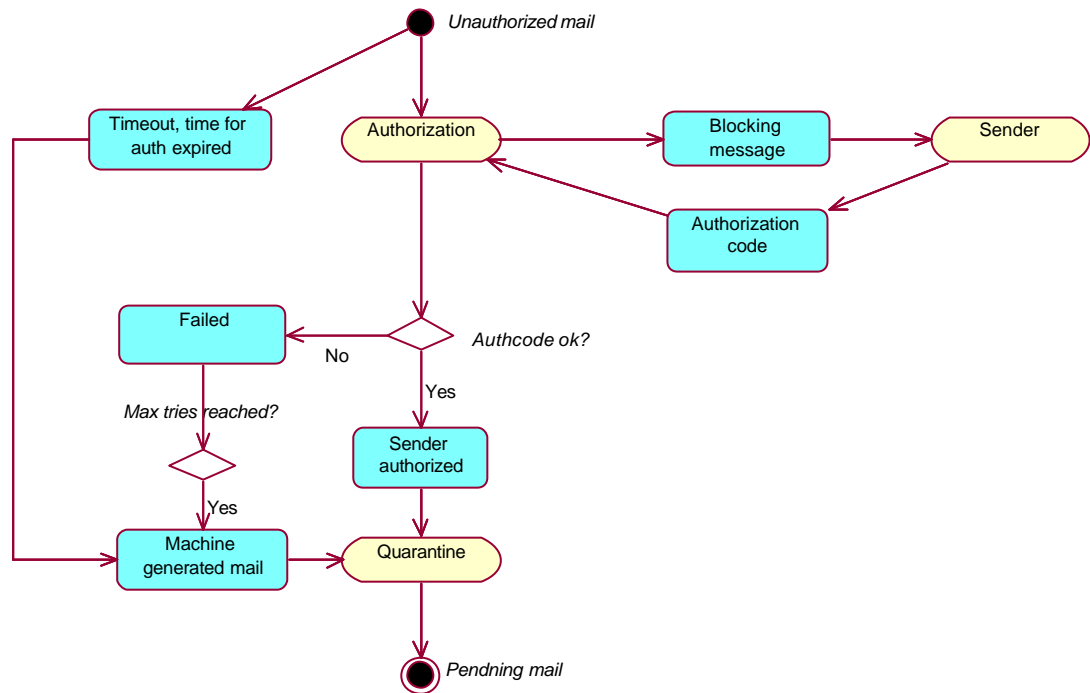 Unauthorized mail
Timeout, time for
auth expired
Authorization
Blocking
message
Sender
Authorization
code
Failed
No
Authcode ok?
Yes
Max tries reached?
Sender
authorized
Yes
Machine
generated mail
Quarantine
Pendning mail